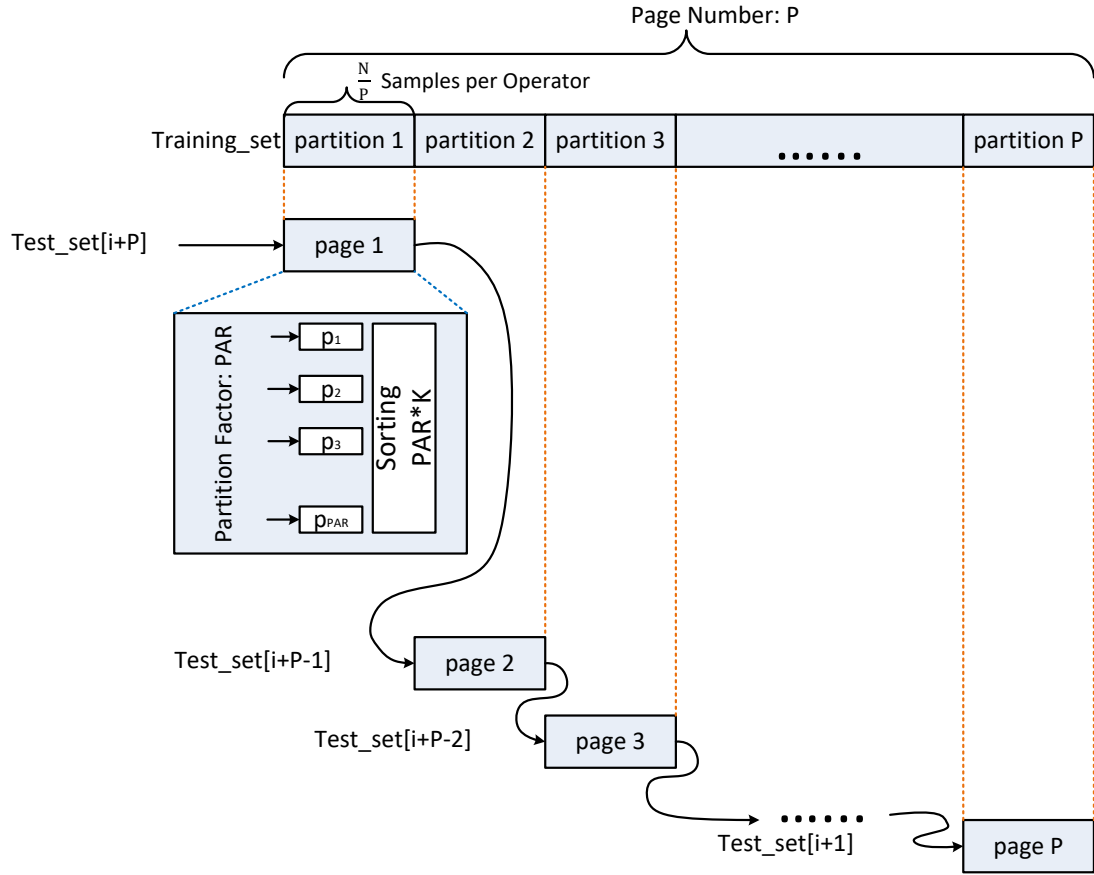 Page Number: P
N
P
Samples per Operator
Training_set
partition 1
partition 2
partition 3
......
partition P
Test_set[i+P]
page 1
Partition Factor: PAR
p1
p2
p3
pPAR
Sorting
PAR*K
Test_set[i+P-1]
page 2
Test_set[i+P-2]
page 3
......
Test_set[i+1]
page P